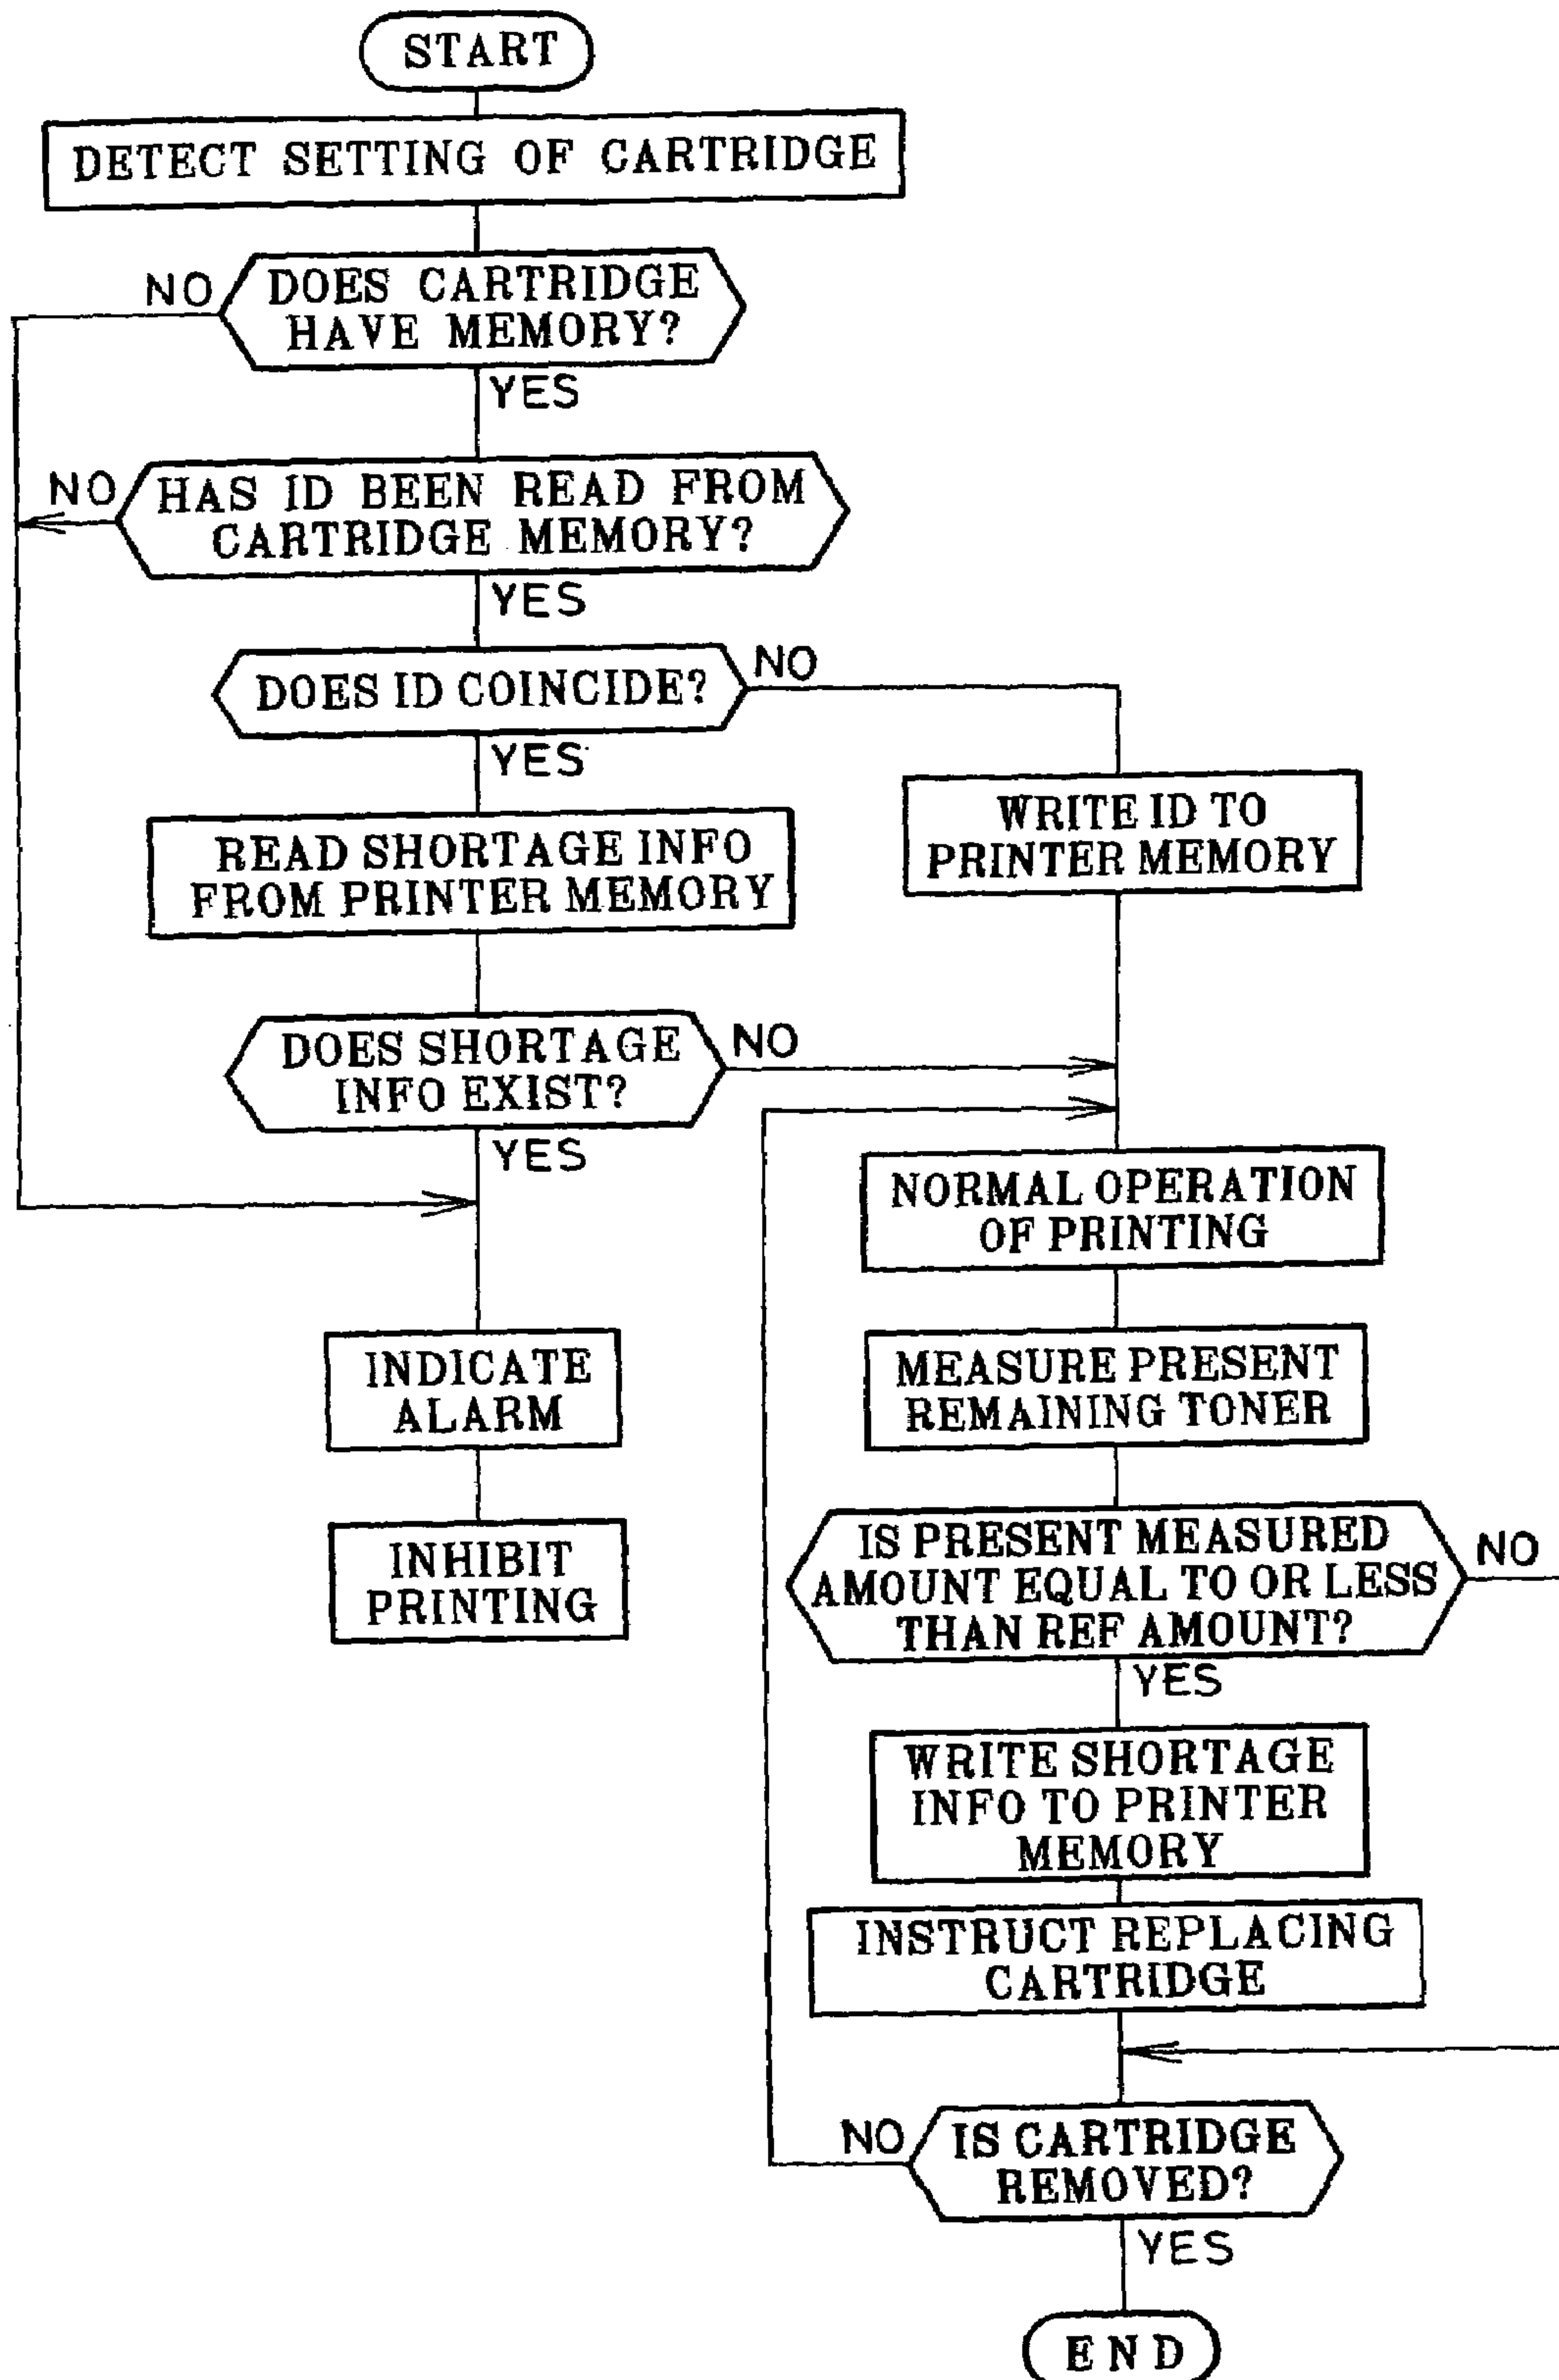 START
DETECT SETTING OF CARTRIDGE
NO
DOES CARTRIDGE
HAVE MEMORY?
YES
NO
HAS ID BEEN READ FROM
CARTRIDGE MEMORY?
YES
DOES ID COINCIDE?
NO
YES
WRITE ID TO
PRINTER MEMORY
READ SHORTAGE INFO
FROM PRINTER MEMORY
DOES SHORTAGE
INFO EXIST?
NO
YES
NORMAL OPERATION
OF PRINTING
INDICATE
ALARM
MEASURE PRESENT
REMAINING TONER
INHIBIT
PRINTING
IS PRESENT MEASURED
AMOUNT EQUAL TO OR LESS
THAN REF AMOUNT?
NO
YES
WRITE SHORTAGE
INFO TO PRINTER
MEMORY
INSTRUCT REPLACING
CARTRIDGE
NO
IS CARTRIDGE
REMOVED?
YES
END